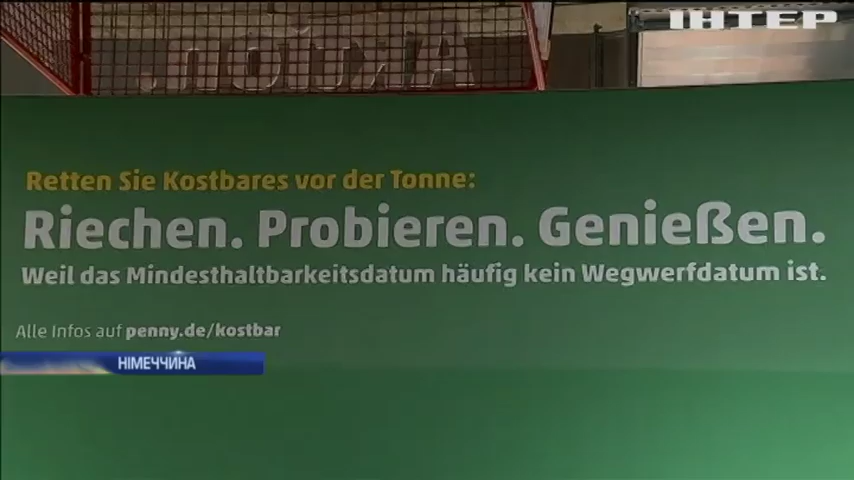 ІНТЕР
AKTION.
Retten Sie Kostbares vor der Tonne:
Riechen. Probieren. Genießen.
Weil das Mindesthaltbarkeitsdatum häufig kein Wegwerfdatum ist.
Alle Infos auf penny.de/kostbar
НІМЕЧЧИНА